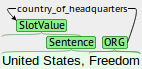 country_of_headquarters
SlotValue
Sentence ORG
United States, Freedom